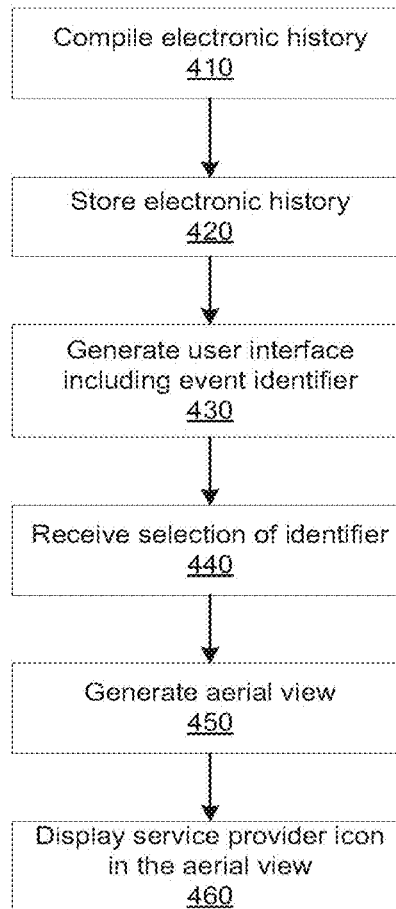 Compile electronic history
410
Store electronic history
420
Generate user interface
including event identifier
430
Receive selection of identifier
440
Generate aerial view
450
Display service provider icon
in the aerial view
460